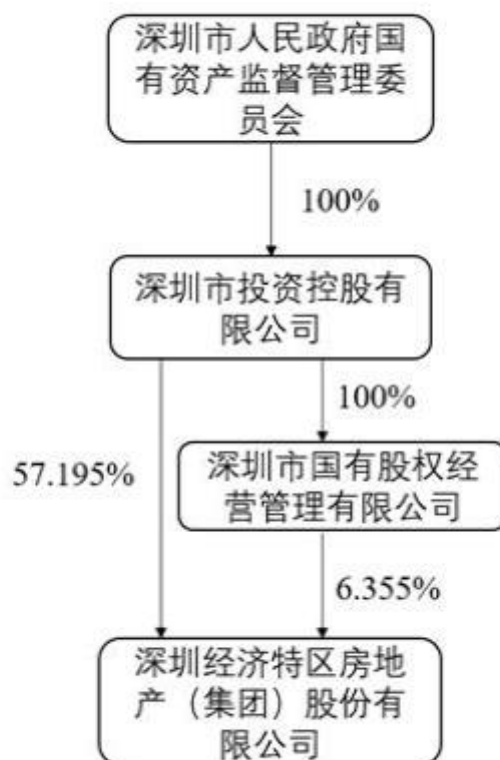 深圳市人民政府国
有资产监督管理委
员会
100%
深圳市投资控股有
限公司
100%
57.195%
深圳市国有股权经
营管理有限公司
6.355%
深圳经济特区房地
产（集团）股份有
限公司